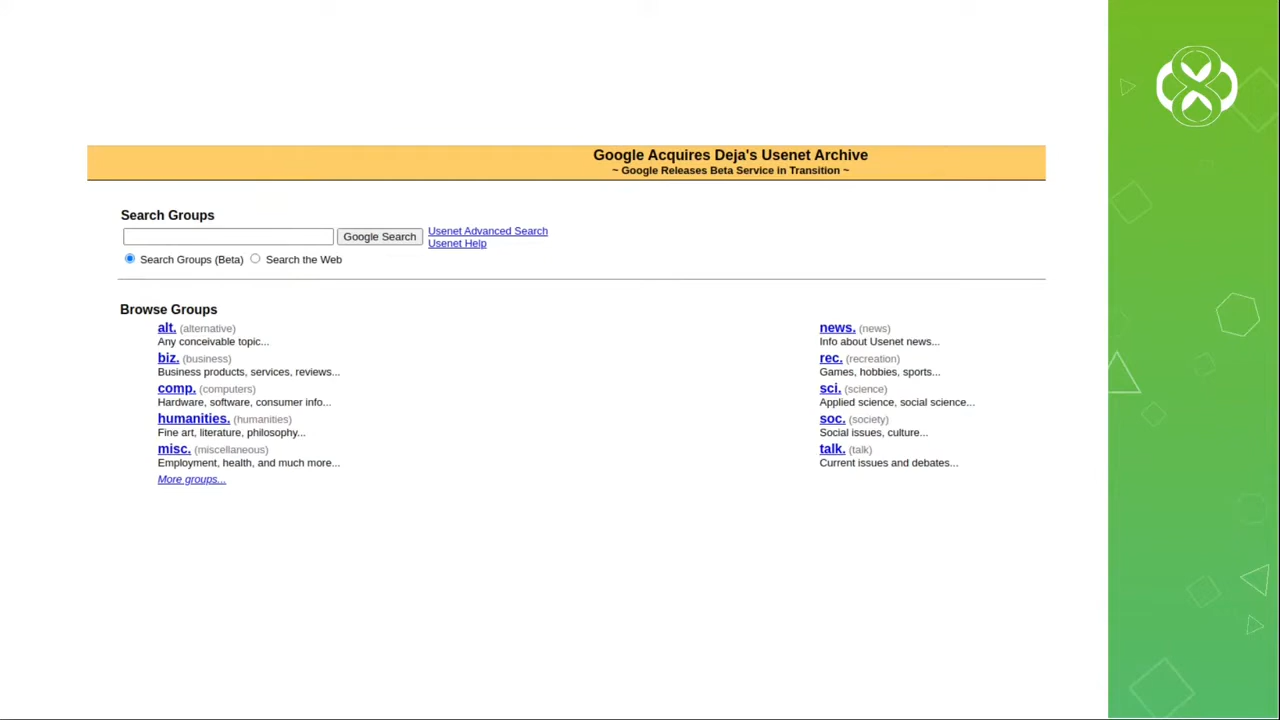 Google Acquires Deja's Usenet Archive
~ Google Releases Beta Service in Transition ~
Search Groups
Google Search
Usenet Advanced Search
Usenet Help
Search Groups (Beta) Search the Web
Browse Groups
alt. (alternative)
Any conceivable topic...
biz. (business)
Business products, services, reviews...
comp. (computers)
Hardware, software, consumer info...
humanities. (humanities)
Fine art, literature, philosophy...
misc. (miscellaneous)
Employment, health, and much more...
More groups...
news. (news)
Info about Usenet news...
rec. (recreation)
Games, hobbies, sports...
sci. (science)
Applied science, social science...
soc. (society)
Social issues, culture...
talk. (talk)
Current issues and debates...